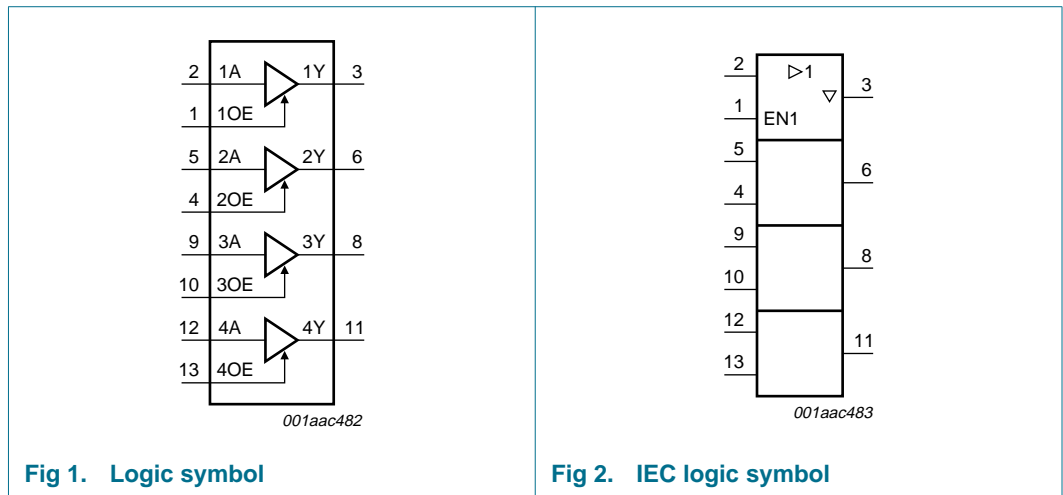 2 1A 1Y 3
1 1OE
5 2A 2Y 6
4 2OE
9 3A 3Y 8
10 3OE
12 4A 4Y 11
13 4OE
001aac482
Fig 1. Logic symbol
2 ▷1
3
▽
1 EN1
5
6
4
9
8
10
12
11
13
001aac483
Fig 2. IEC logic symbol